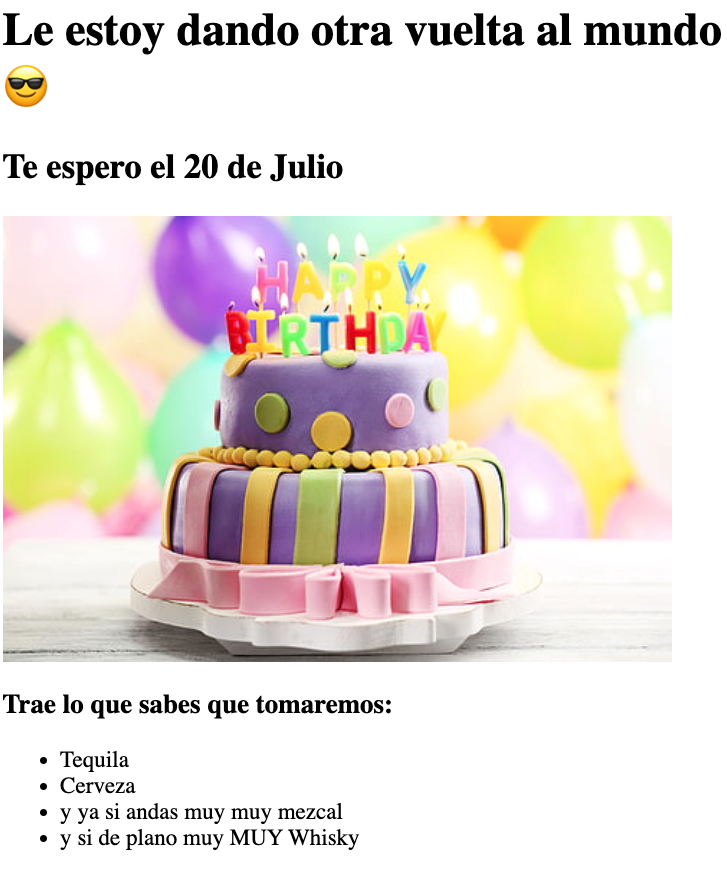 Le estoy dando otra vuelta al mundo
😎
Te espero el 20 de Julio
HAPPY
BIRTHDAY
Trae lo que sabes que tomaremos:
• Tequila
• Cerveza
• y ya si andas muy muy mezcal
• y si de plano muy MUY Whisky